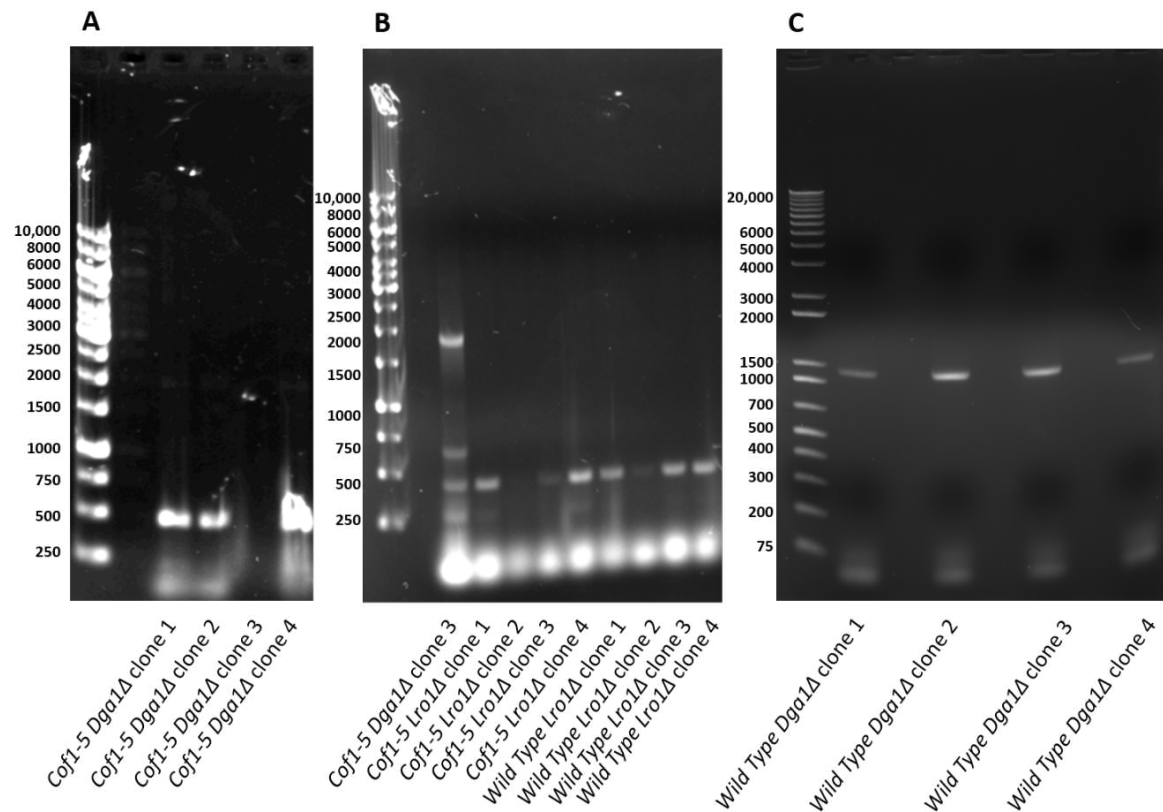 A
10,000
8000
6000
5000
4000
3000
2500
2000
1500
1000
750
500
250
Cof1-5 Dga1Δ clone 1
Cof1-5 Dga1Δ clone 2
Cof1-5 Dga1Δ clone 3
Cof1-5 Dga1Δ clone 4
B
10,000
8000
6000
5000
3000
2500
2000
1500
1000
750
500
250
Cof1-5 Dga1Δ clone 3
Cof1-5 Lro1Δ clone 1
Cof1-5 Lro1Δ clone 2
Cof1-5 Lro1Δ clone 3
Cof1-5 Lro1Δ clone 4
Wild Type Lro1Δ clone 1
Wild Type Lro1Δ clone 2
Wild Type Lro1Δ clone 3
Wild Type Lro1Δ clone 4
C
20,000
6000
5000
4000
3000
2000
1500
1000
700
500
400
300
200
75
Wild Type Dga1Δ clone 1
Wild Type Dga1Δ clone 2
Wild Type Dga1Δ clone 3
Wild Type Dga1Δ clone 4